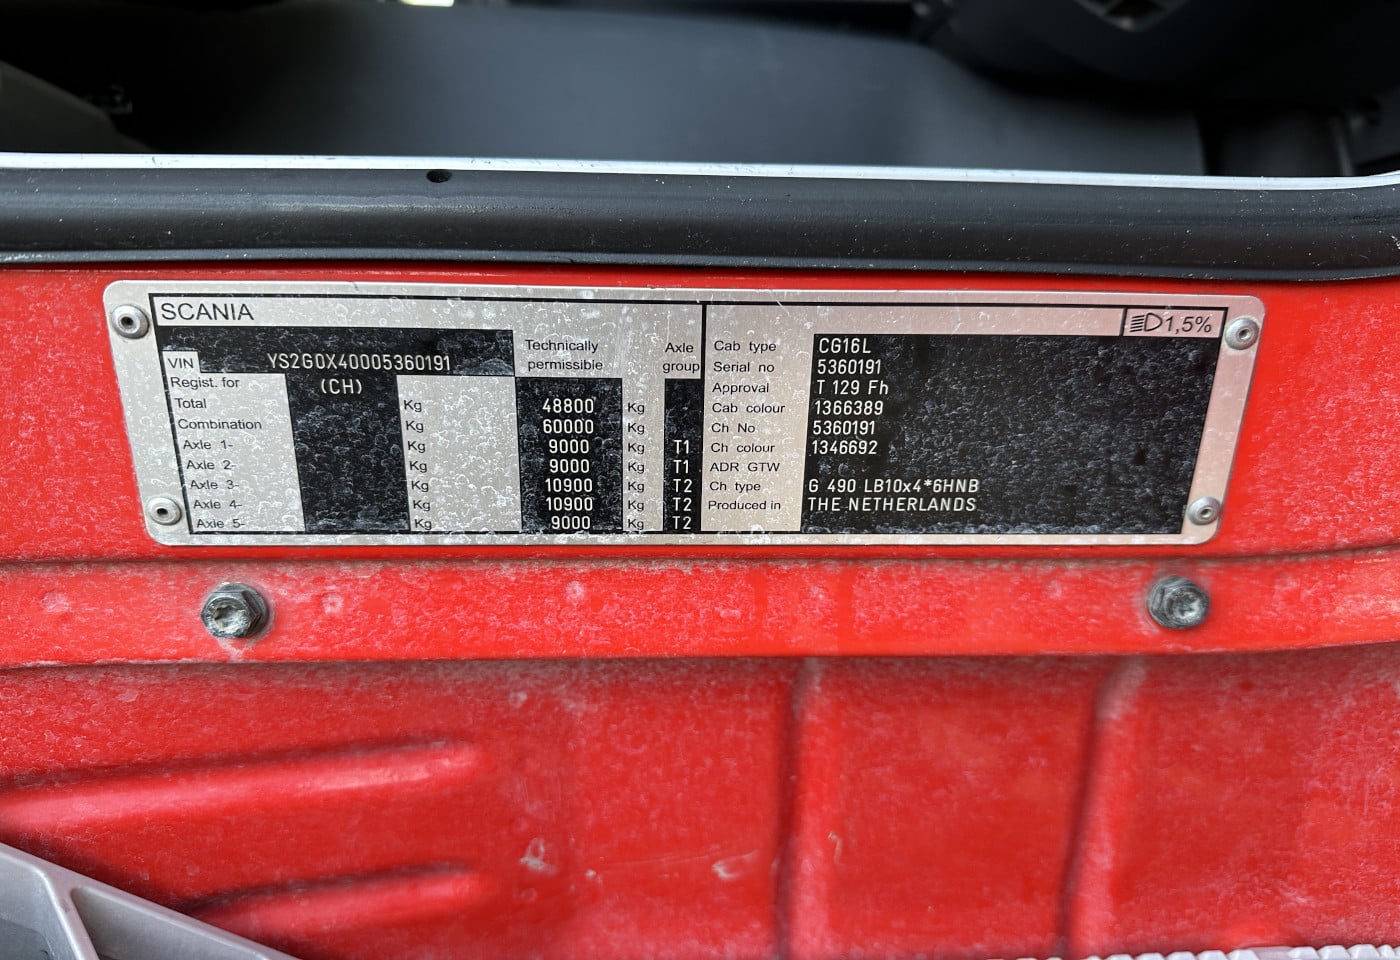 SCANIA
1,5%
VIN YS2G0X40005360191
Regist. for (CH)
Technically permissible
Axle group
Total Kg 48800 Kg
Combination Kg 60000 Kg
Axle 1- Kg 9000 Kg T1
Axle 2- Kg 9000 Kg T1
Axle 3- Kg 10900 Kg T2
Axle 4- Kg 10900 Kg T2
Axle 5- Kg 9000 Kg T2
Cab type CG16L
Serial no 5360191
Approval T 129 Fh
Cab colour 1366389
Ch No 5360191
Ch colour 1346692
ADR GTW
Ch type G 490 LB10x4*6HNB
Produced in THE NETHERLANDS